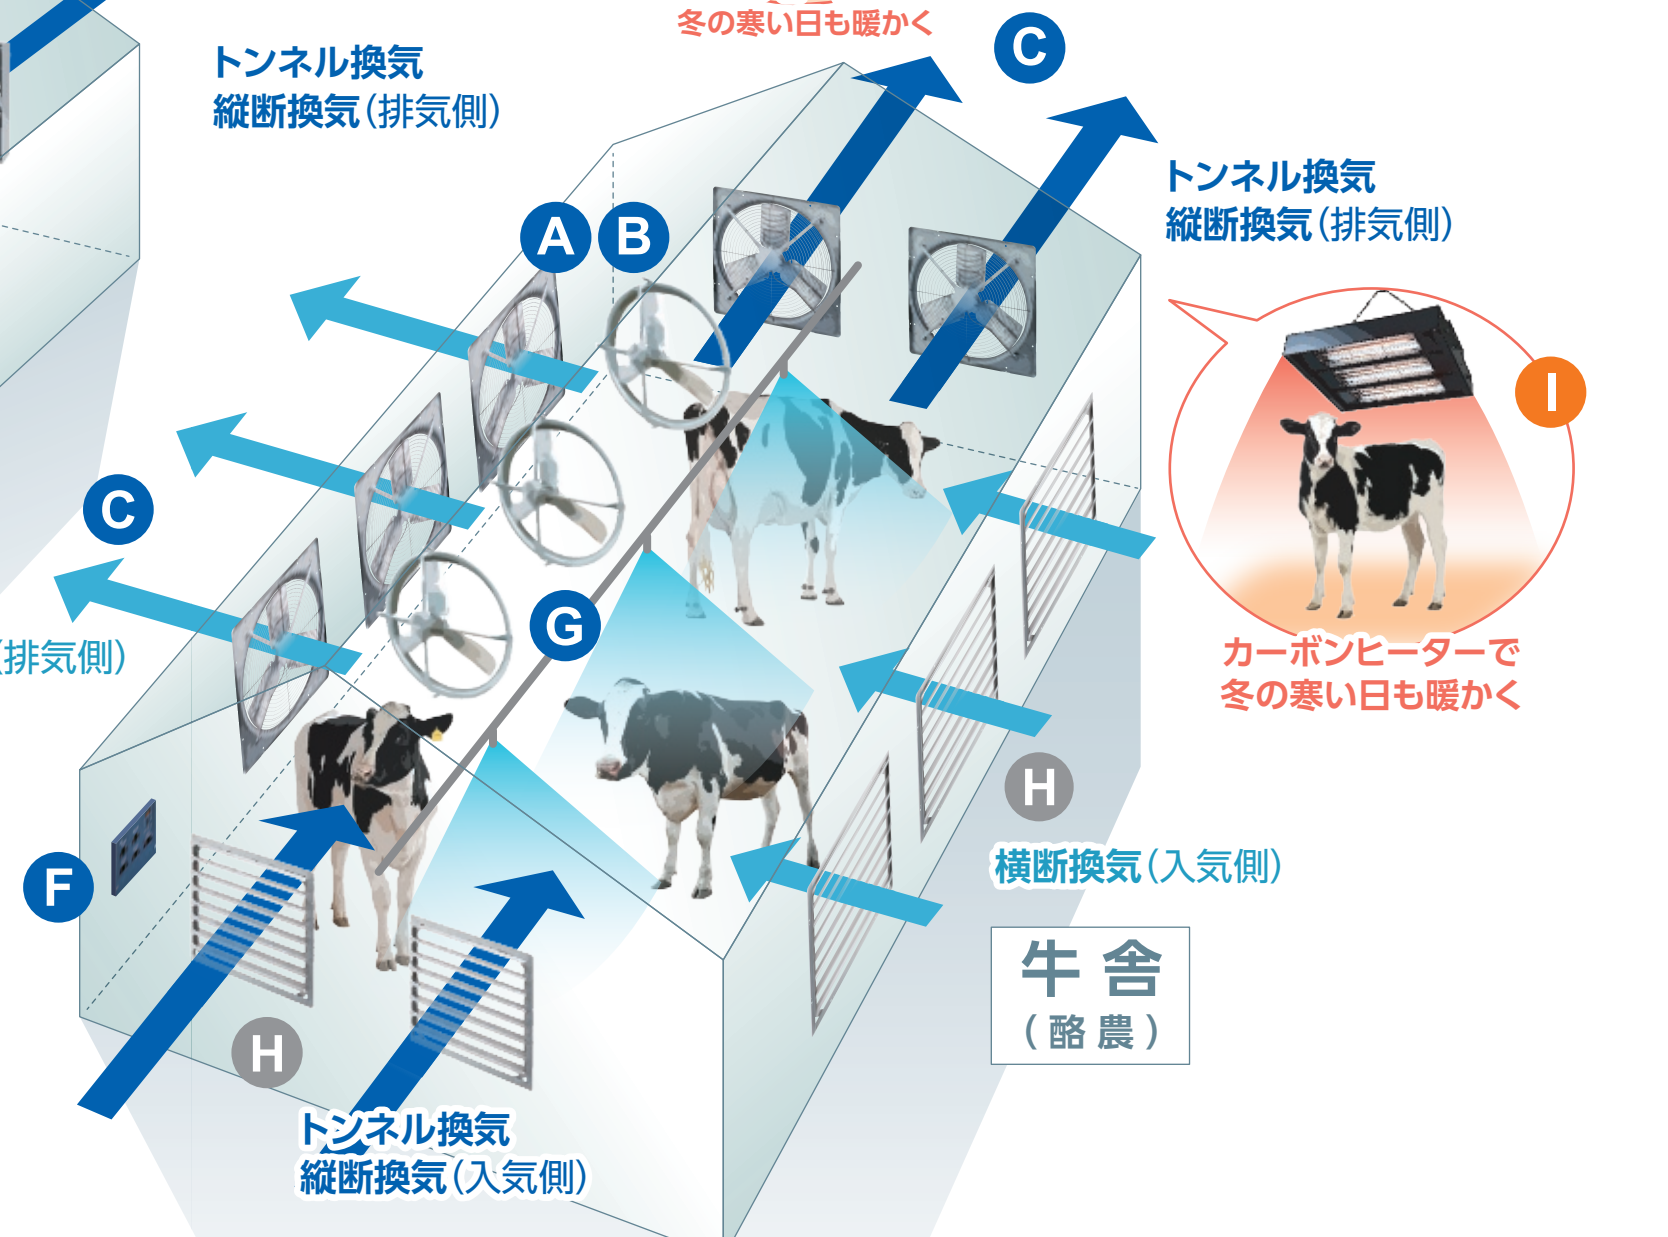 冬の寒い日も暖かく
C
トンネル換気
縦断換気(排気側)
トンネル換気
縦断換気(排気側)
A B
I
C
G
(排気側)
カーボンヒーターで
冬の寒い日も暖かく
H
F
横断換気(入気側)
牛舎
(酪農)
H
トンネル換気
縦断換気(入気側)